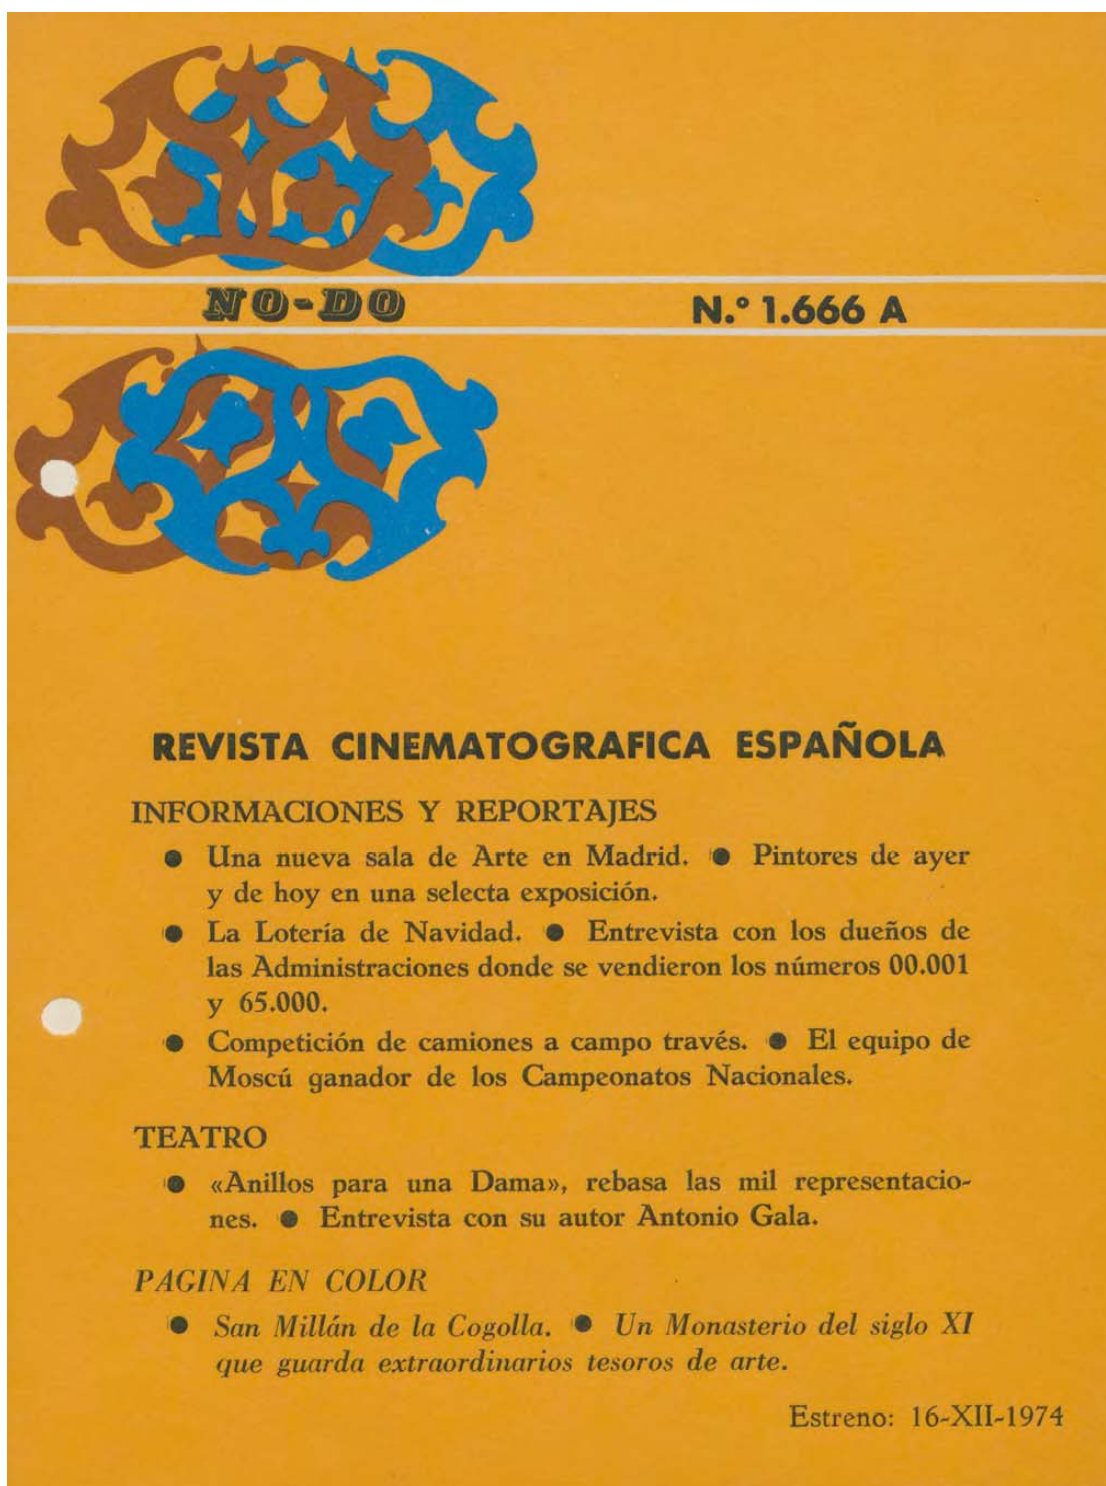 NO-DO
N.° 1.666 A
REVISTA CINEMATOGRAFICA ESPAÑOLA
INFORMACIONES Y REPORTAJES
● Una nueva sala de Arte en Madrid. ● Pintores de ayer
y de hoy en una selecta exposición.
● La Lotería de Navidad. ● Entrevista con los dueños de
las Administraciones donde se vendieron los números 00.001
y 65.000.
● Competición de camiones a campo través. ● El equipo de
Moscú ganador de los Campeonatos Nacionales.
TEATRO
● «Anillos para una Dama», rebasa las mil representacio-
nes. ● Entrevista con su autor Antonio Gala.
PAGINA EN COLOR
● San Millán de la Cogolla. ● Un Monasterio del siglo XI
que guarda extraordinarios tesoros de arte.
Estreno: 16-XII-1974